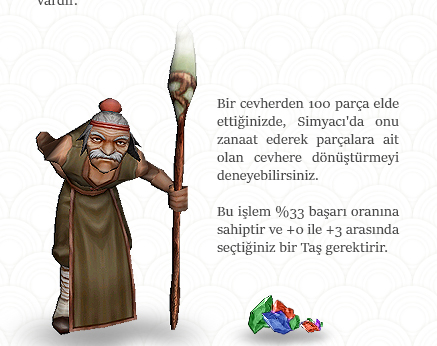 vardır.
Bir cevherden 100 parça elde
ettiğinizde, Simyacı'da onu
zanaat ederek parçalara ait
olan cevhere dönüştürmeyi
deneyebilirsiniz.
Bu işlem %33 başarı oranına
sahiptir ve +0 ile +3 arasında
seçtiğiniz bir Taş gerektirir.